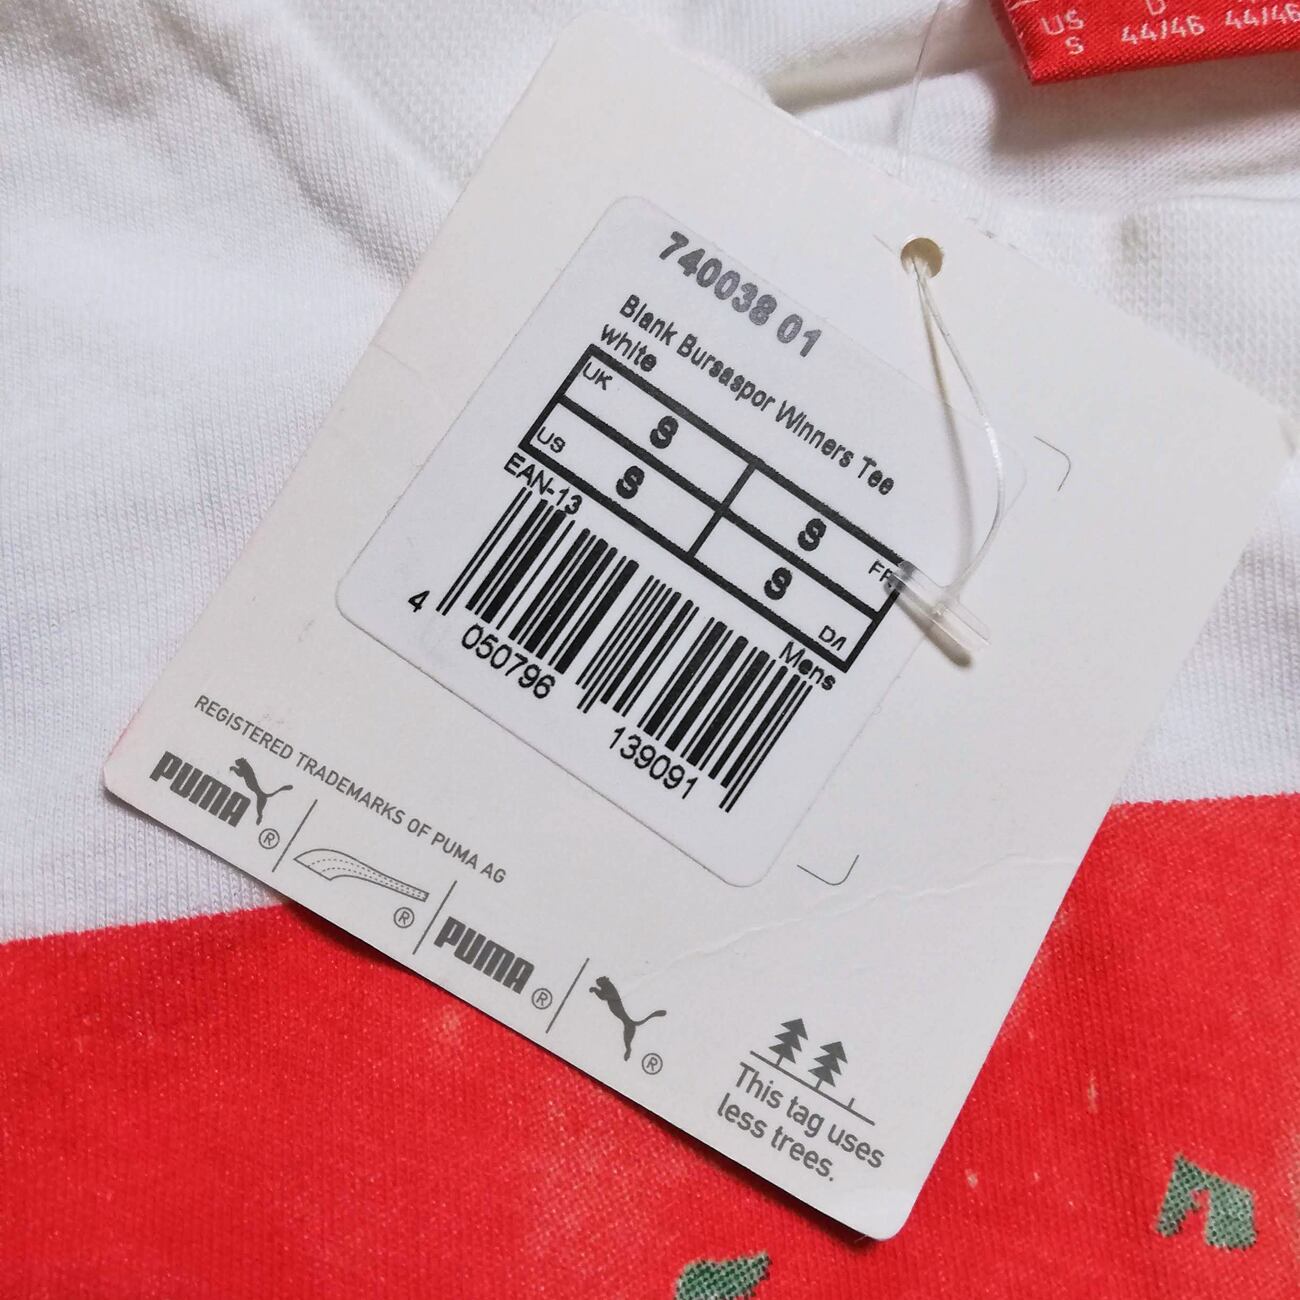 US
S
D
44/46
44/46
740038 01
Blank Bursaspor Winners Tee
white
UK
S
S
FR
US
S
S
DA
EAN-13
Mens
4
050796
139091
REGISTERED TRADEMARKS OF PUMA AG
PUMA ®
®
PUMA ®
®
This tag uses
less trees.